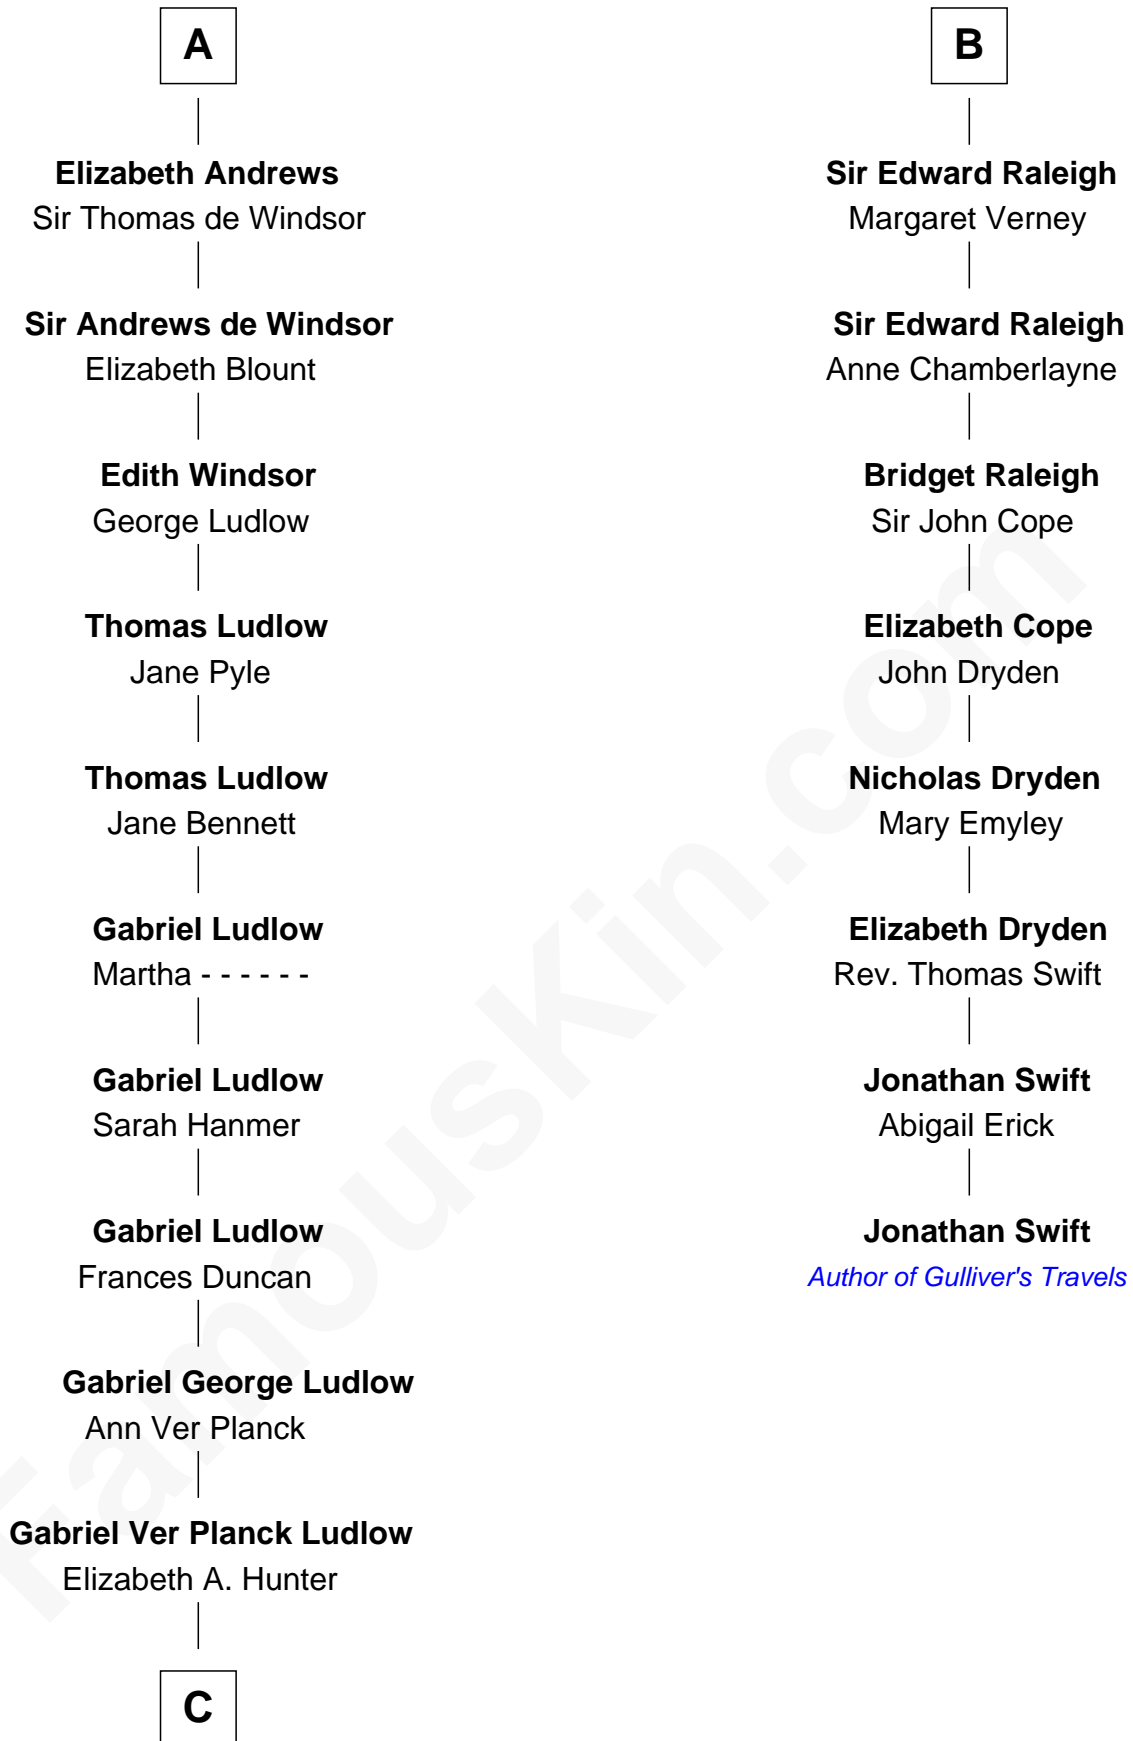 A
Elizabeth Andrews
Sir Thomas de Windsor
Sir Andrews de Windsor
Elizabeth Blount
Edith Windsor
George Ludlow
Thomas Ludlow
Jane Pyle
Thomas Ludlow
Jane Bennett
Gabriel Ludlow
Martha - - - - - -
Gabriel Ludlow
Sarah Hanmer
Gabriel Ludlow
Frances Duncan
Gabriel George Ludlow
Ann Ver Planck
Gabriel Ver Planck Ludlow
Elizabeth A. Hunter
C
B
Sir Edward Raleigh
Margaret Verney
Sir Edward Raleigh
Anne Chamberlayne
Bridget Raleigh
Sir John Cope
Elizabeth Cope
John Dryden
Nicholas Dryden
Mary Emyley
Elizabeth Dryden
Rev. Thomas Swift
Jonathan Swift
Abigail Erick
Jonathan Swift
Author of Gulliver's Travels
FamousKin.com